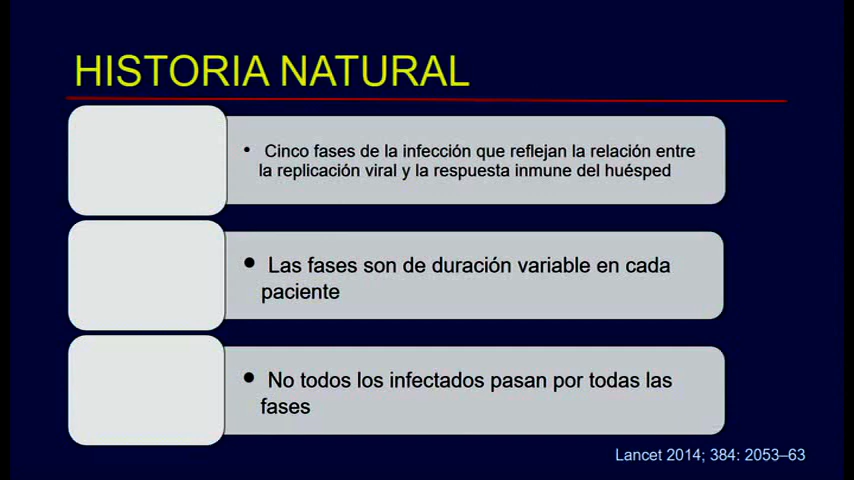 HISTORIA NATURAL
• Cinco fases de la infección que reflejan la relación entre
la replicación viral y la respuesta inmune del huésped
• Las fases son de duración variable en cada
paciente
• No todos los infectados pasan por todas las
fases
Lancet 2014; 384: 2053–63